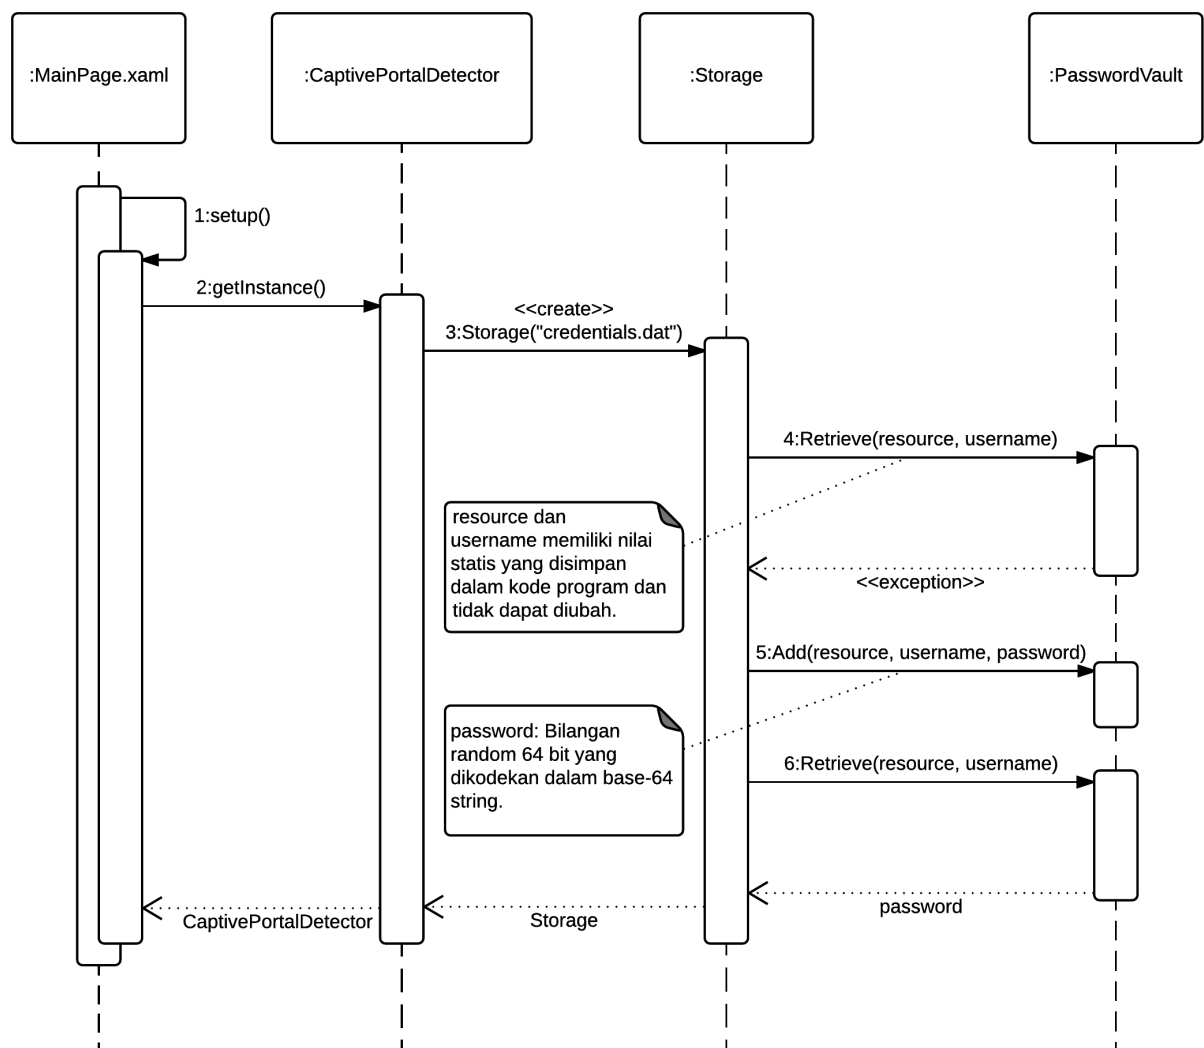 :MainPage.xaml
:CaptivePortalDetector
:Storage
:PasswordVault
1:setup()
2:getInstance()
<<create>>
3:Storage("credentials.dat")
4:Retrieve(resource, username)
resource dan
username memiliki nilai
statis yang disimpan
dalam kode program dan
tidak dapat diubah.
<<exception>>
5:Add(resource, username, password)
password: Bilangan
random 64 bit yang
dikodekan dalam base-64
string.
6:Retrieve(resource, username)
password
Storage
CaptivePortalDetector